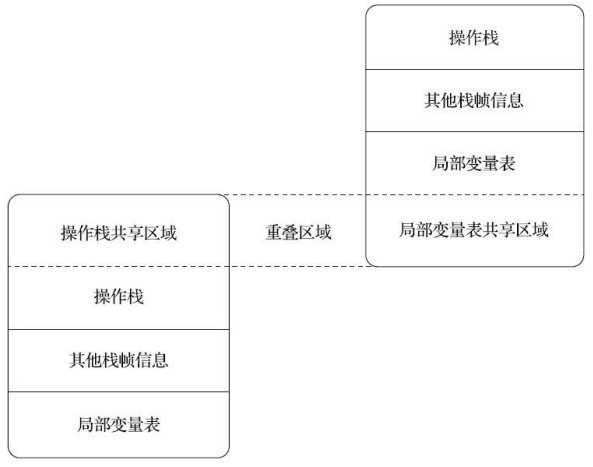 操作栈
其他栈帧信息
局部变量表
局部变量表共享区域
重叠区域
操作栈共享区域
操作栈
其他栈帧信息
局部变量表